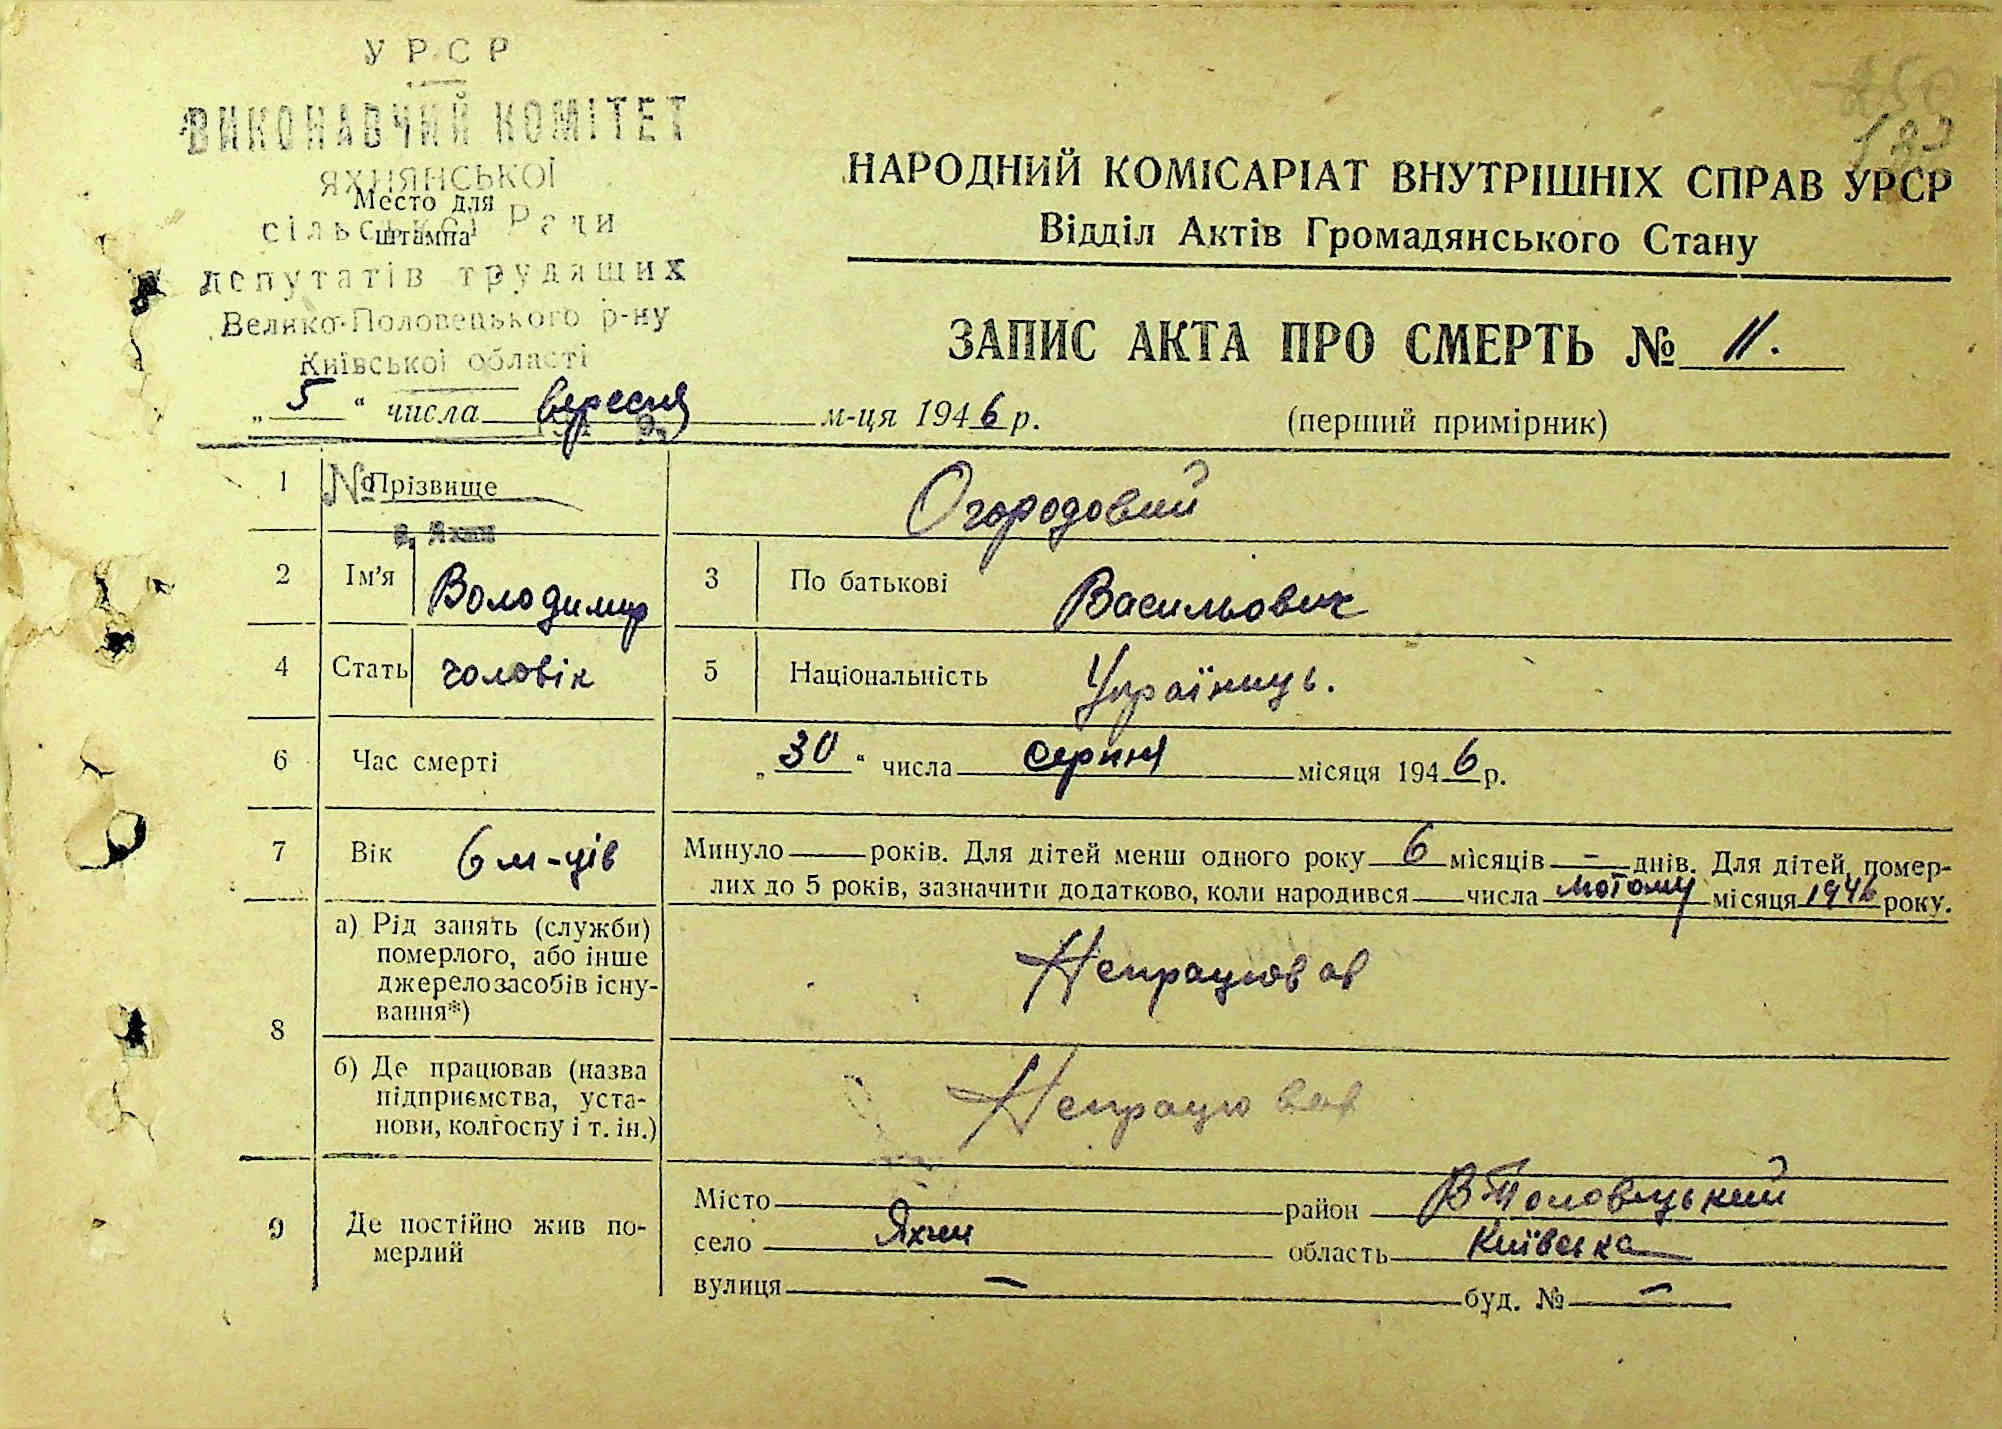 УРСР
ВИКОНАВЧИЙ КОМІТЕТ
ЯХНЯНСЬКОЇ
Место для
сільської Ради
штампа
депутатів трудящих
Велико-Половецького р-ну
Київської області
„5“ числа вересня м-ця 1946 р.
183
НАРОДНИЙ КОМІСАРІАТ ВНУТРІШНІХ СПРАВ УРСР
Відділ Актів Громадянського Стану
ЗАПИС АКТА ПРО СМЕРТЬ № 11.
(перший примірник)
1 № Прізвище Огородовий
с. Яхни
2 Ім'я Володимир 3 По батькові Васильович
4 Стать чоловік 5 Національність Українець.
6 Час смерті „30“ числа серпня місяця 1946 р.
7 Вік 6 м-ців Минуло — років. Для дітей менш одного року 6 місяців — днів. Для дітей, помер-
лих до 5 років, зазначити додатково, коли народився — числа лютому місяця 1946 року.
8 а) Рід занять (служби)
померлого, або інше
джерело засобів існу-
вання*)
Непрацював
б) Де працював (назва
підприємства, уста-
нови, колгоспу і т. ін.)
Непрацював
9 Де постійно жив по-
мерлий
Місто район В Половецький
село Яхни область Київська
вулиця — буд. № —